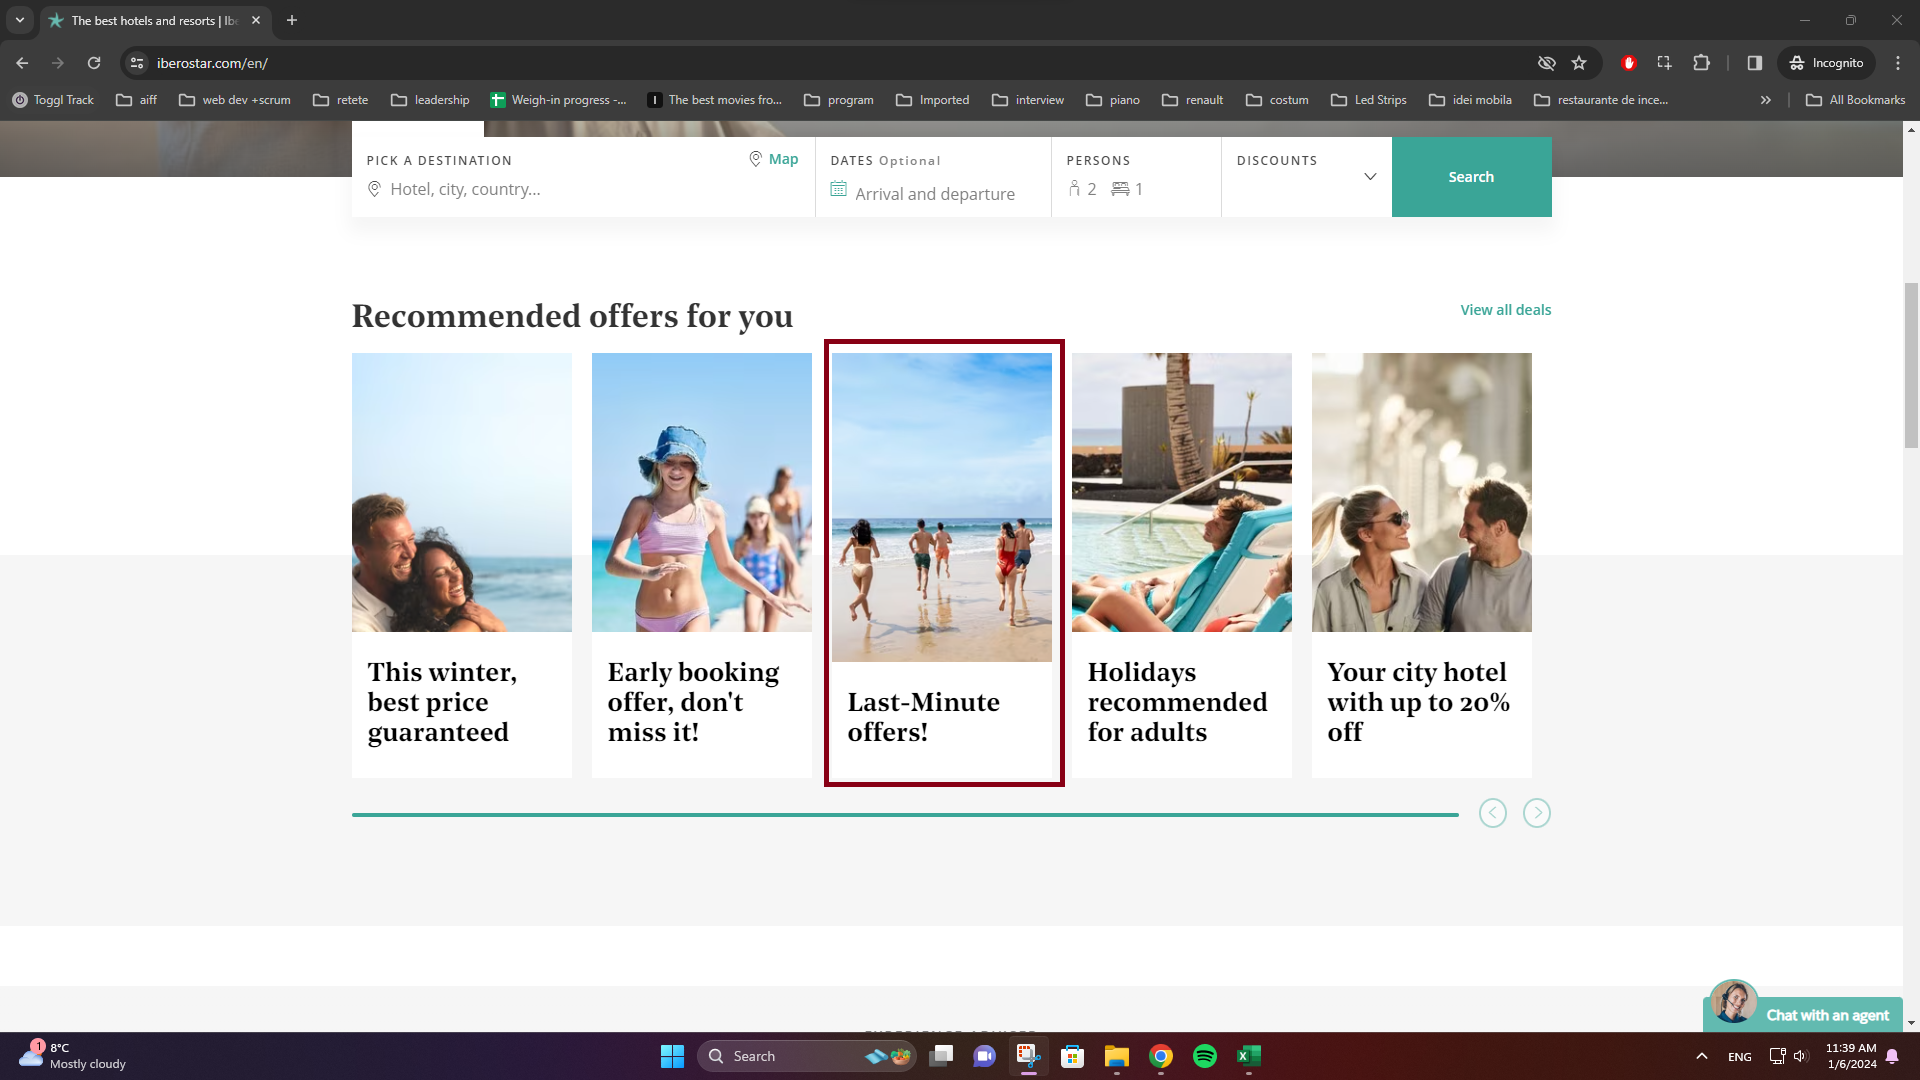 The best hotels and resorts | Ib
iberostar.com/en/
Incognito
Toggl Track
aiff
web dev +scrum
retete
leadership
Weigh-in progress -...
The best movies fro...
program
Imported
interview
piano
renault
costum
Led Strips
idei mobila
restaurante de ince...
All Bookmarks
PICK A DESTINATION
Map
Hotel, city, country...
DATES Optional
Arrival and departure
PERSONS
2
1
DISCOUNTS
Search
Recommended offers for you
View all deals
This winter,
best price
guaranteed
Early booking
offer, don't
miss it!
Last-Minute
offers!
Holidays
recommended
for adults
Your city hotel
with up to 20%
off
Chat with an agent
1
8°C
Mostly cloudy
Search
ENG
11:39 AM
1/6/2024